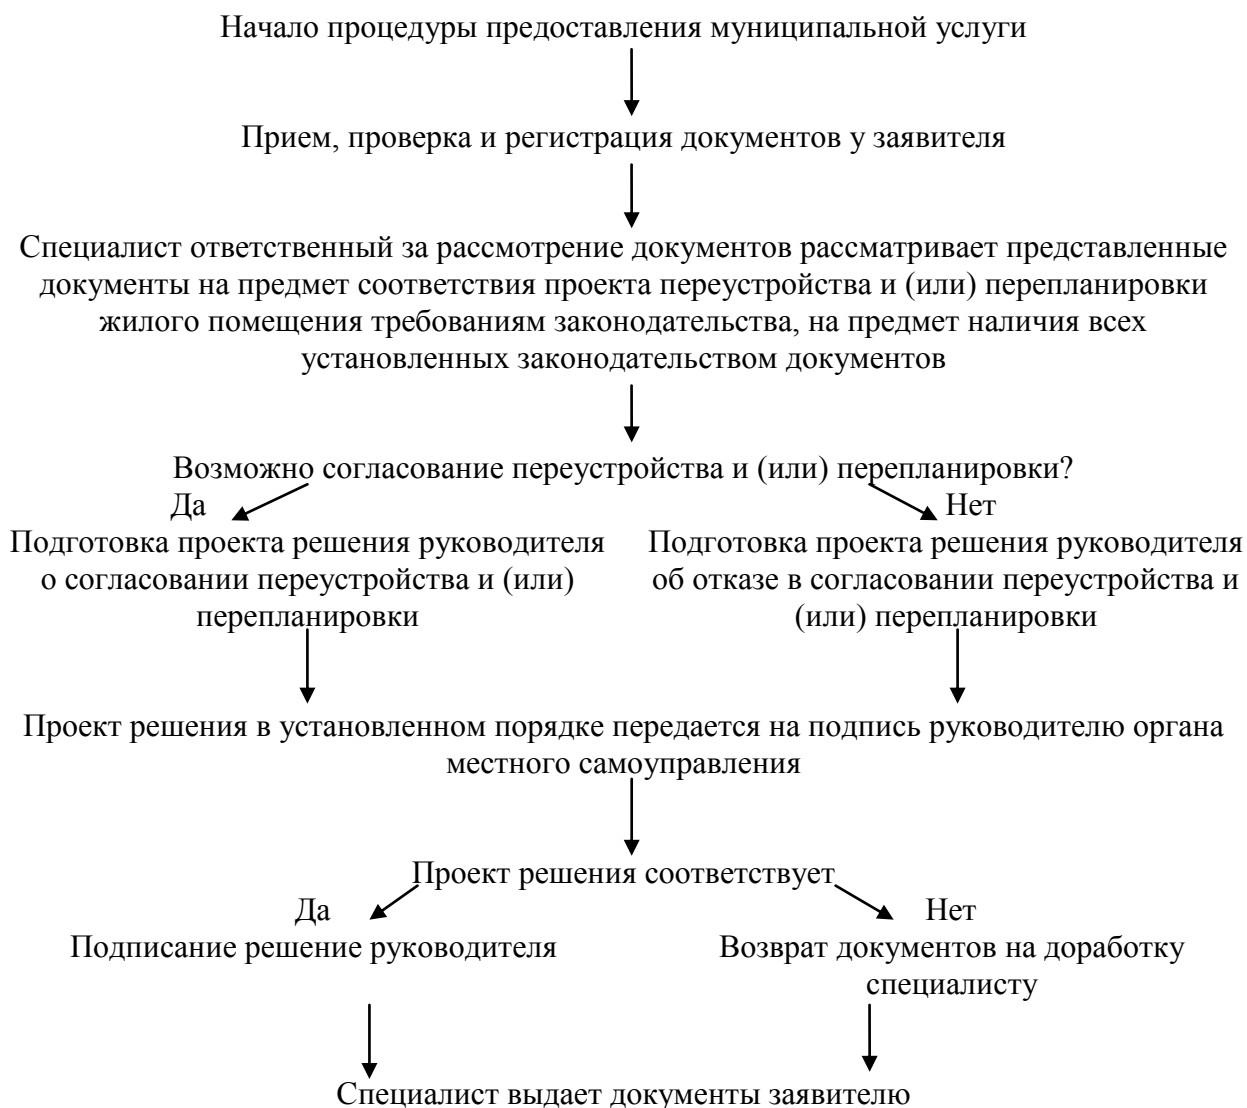 Начало процедуры предоставления муниципальной услуги
Прием, проверка и регистрация документов у заявителя
Специалист ответственный за рассмотрение документов рассматривает представленные
документы на предмет соответствия проекта переустройства и (или) перепланировки
жилого помещения требованиям законодательства, на предмет наличия всех
установленных законодательством документов
Возможно согласование переустройства и (или) перепланировки?
Да
Нет
Подготовка проекта решения руководителя
о согласовании переустройства и (или)
перепланировки
Подготовка проекта решения руководителя
об отказе в согласовании переустройства и
(или) перепланировки
Проект решения в установленном порядке передается на подпись руководителю органа
местного самоуправления
Проект решения соответствует
Да
Нет
Подписание решение руководителя
Возврат документов на доработку
специалисту
Специалист выдает документы заявителю